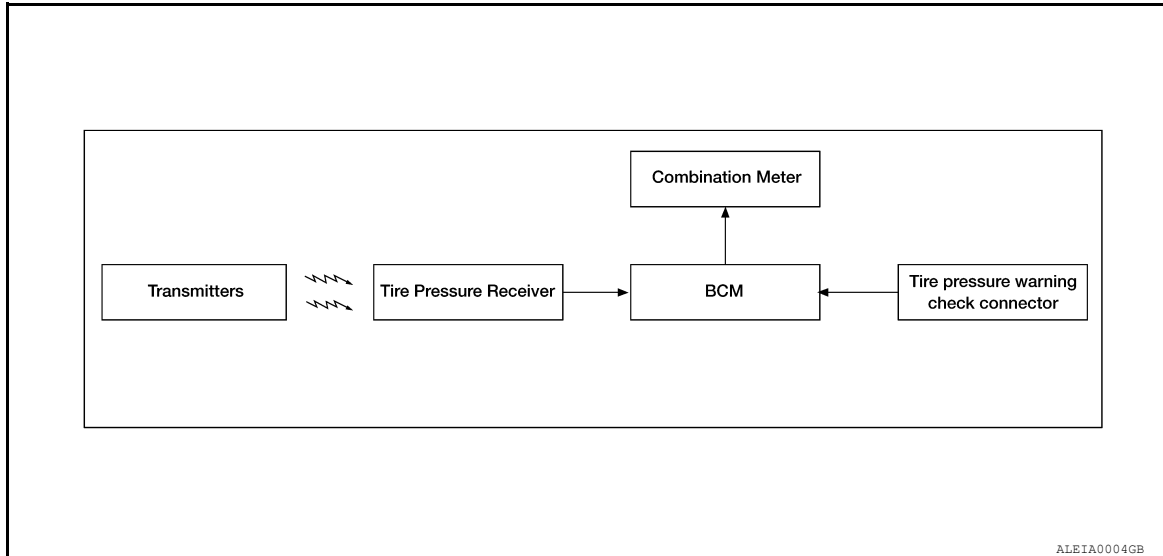 Combination Meter
Transmitters
Tire Pressure Receiver
BCM
Tire pressure warning
check connector
ALEIA0004GB